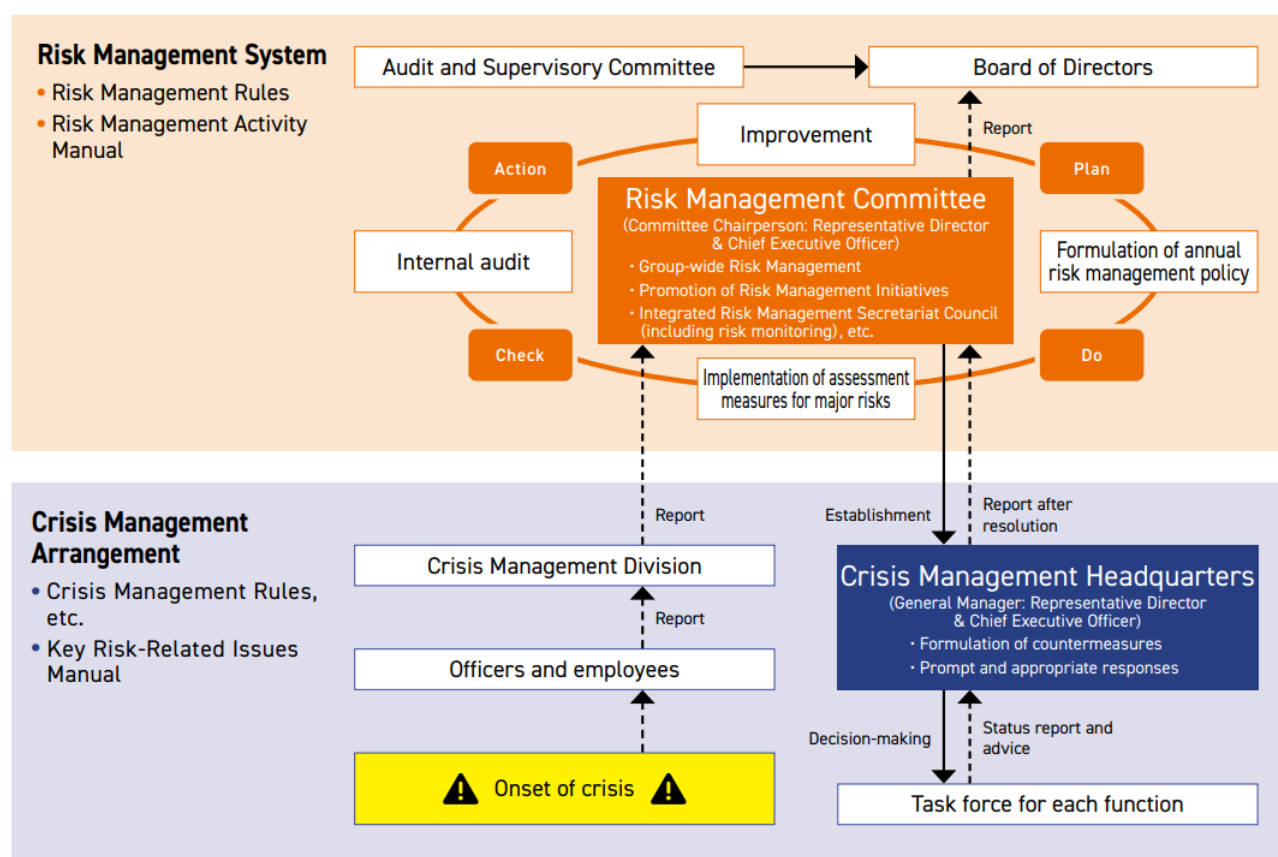 Risk Management System
• Risk Management Rules
• Risk Management Activity
Manual
Audit and Supervisory Committee
Board of Directors
Report
Improvement
Action
Plan
Risk Management Committee
(Committee Chairperson: Representative Director
& Chief Executive Officer)
・Group-wide Risk Management
・Promotion of Risk Management Initiatives
・Integrated Risk Management Secretariat Council
(including risk monitoring), etc.
Internal audit
Formulation of annual
risk management policy
Check
Do
Implementation of assessment
measures for major risks
Crisis Management
Arrangement
• Crisis Management Rules,
etc.
• Key Risk-Related Issues
Manual
Report
Establishment
Report after
resolution
Crisis Management Division
Report
Officers and employees
Onset of crisis
Crisis Management Headquarters
(General Manager: Representative Director
& Chief Executive Officer)
・Formulation of countermeasures
・Prompt and appropriate responses
Decision-making
Status report and
advice
Task force for each function